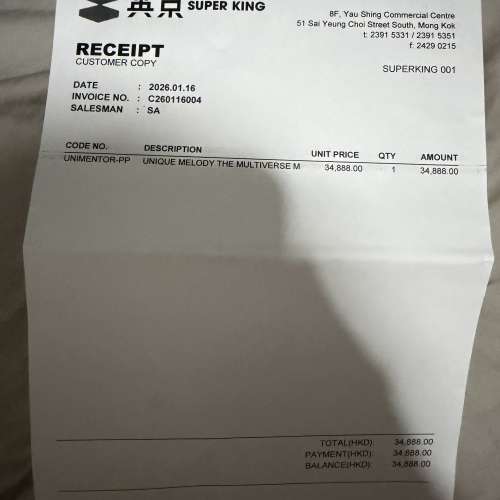 英京 SUPER KING
8F, Yau Shing Commercial Centre
51 Sai Yeung Choi Street South, Mong Kok
t: 2391 5331 / 2391 5351
f: 2429 0215
RECEIPT
CUSTOMER COPY
SUPERKING 001
DATE : 2026.01.16
INVOICE NO. : C260116004
SALESMAN : SA
CODE NO. DESCRIPTION UNIT PRICE QTY AMOUNT
UNIMENTOR-PP UNIQUE MELODY THE MULTIVERSE M 34,888.00 1 34,888.00
TOTAL(HKD): 34,888.00
PAYMENT(HKD): 34,888.00
BALANCE(HKD): 34,888.00